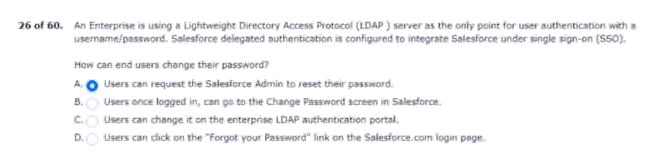 26 of 60. An Enterprise is using a Lightweight Directory Access Protocol (LDAP ) server as the only point for user authentication with a
username/password. Salesforce delegated authentication is configured to integrate Salesforce under single sign-on (SSO).
How can end users change their password?
A. Users can request the Salesforce Admin to reset their password.
B. Users once logged in, can go to the Change Password screen in Salesforce.
C. Users can change it on the enterprise LDAP authentication portal.
D. Users can click on the "Forgot your Password" link on the Salesforce.com login page.